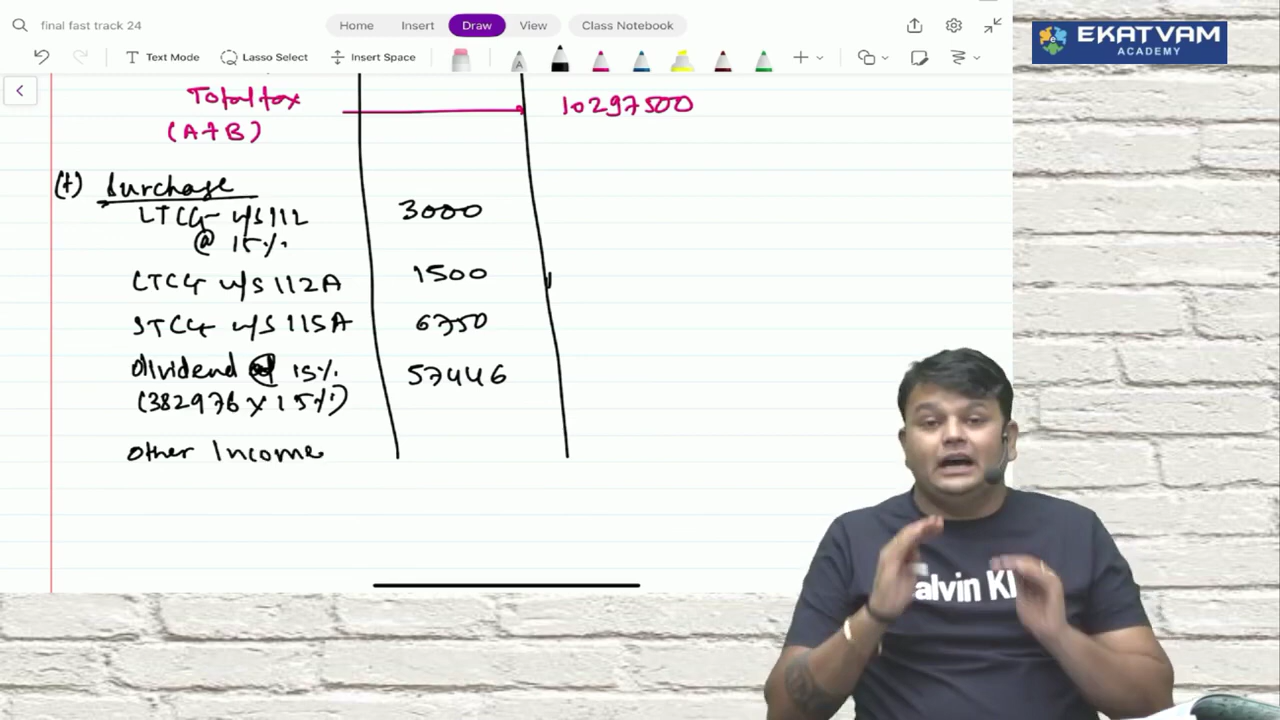 final fast track 24
Home Insert Draw View Class Notebook
Text Mode Lasso Select Insert Space
EKATVAM
ACADEMY
Total tax 10297500
(A+B)
(+) Surchage
LTCG u/s 112 3000
@ 15%
LTCG u/s 112A 1500
STCG u/s 115A 6750
Dividend @ 15% 57446
(382976 x 15%)
Other Income
alvin Kl